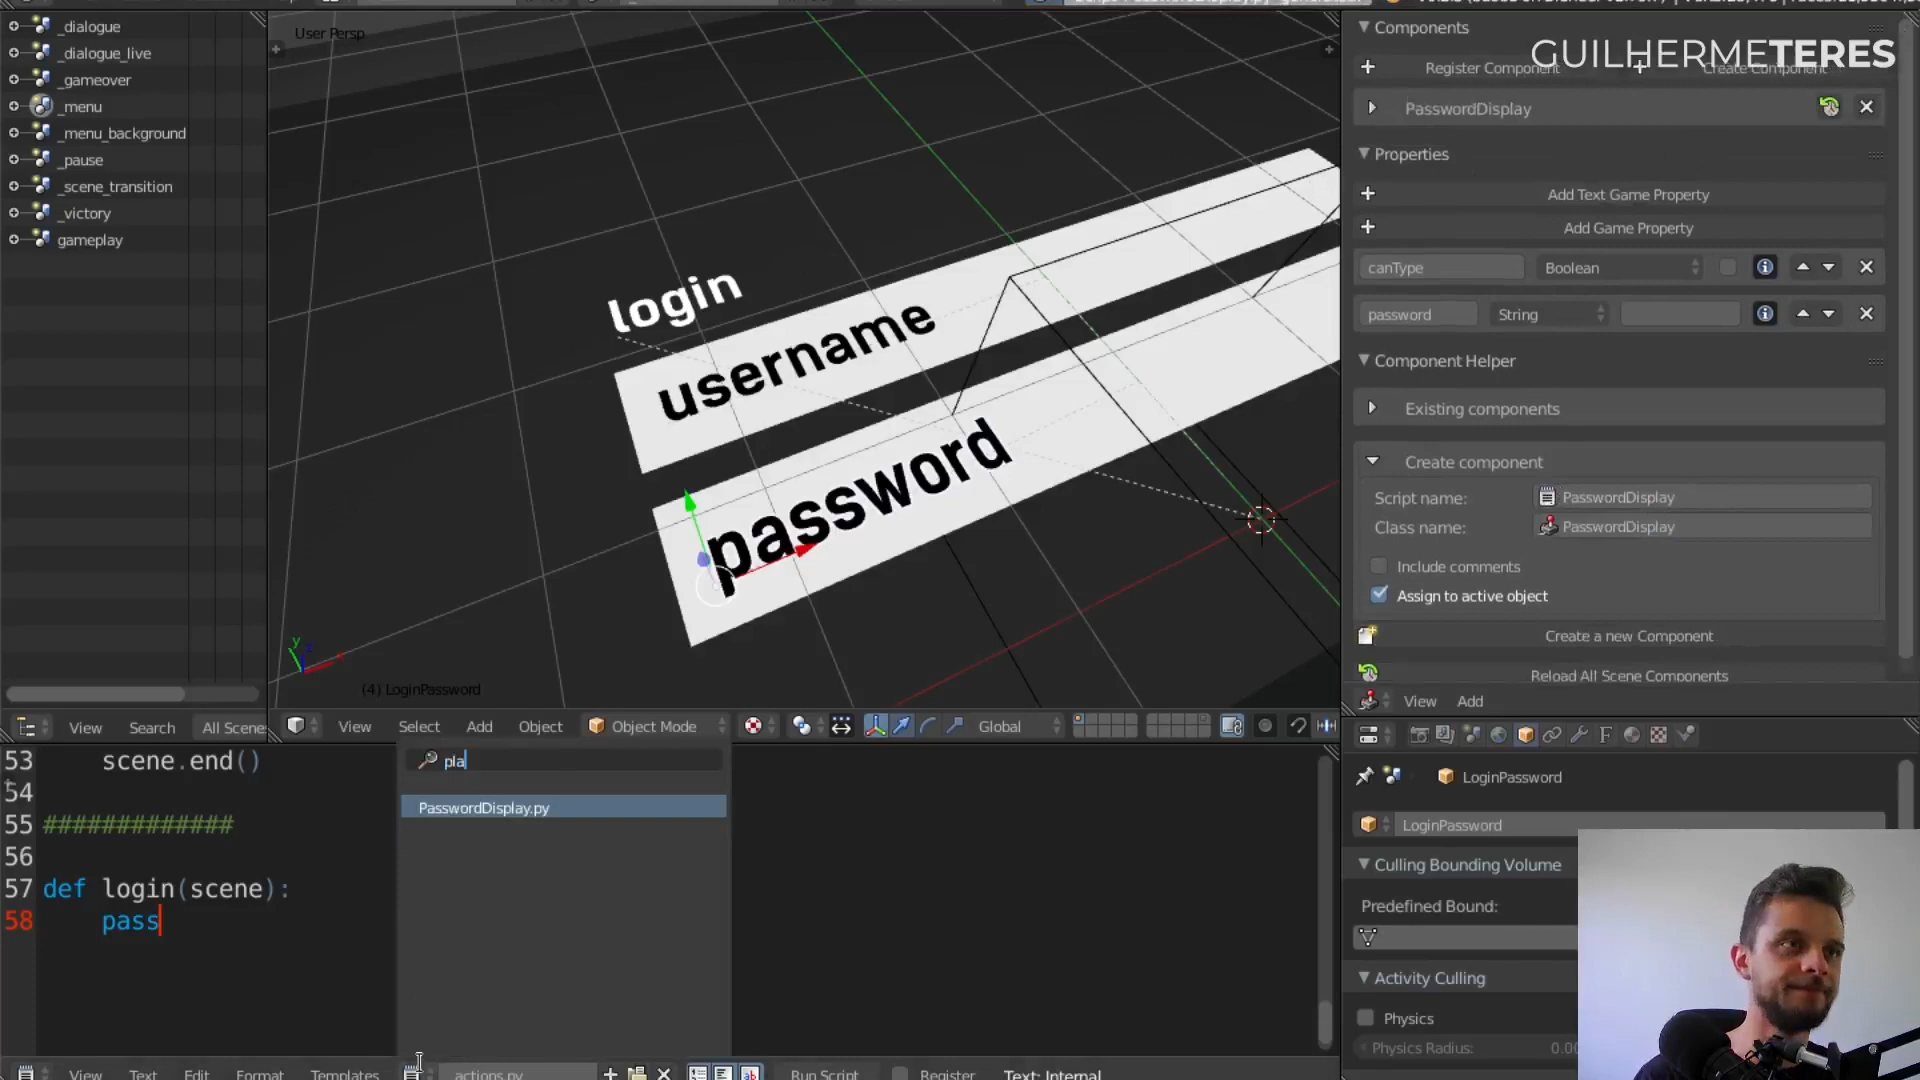 _dialogue
_dialogue_live
_gameover
_menu
_menu_background
_pause
_scene_transition
_victory
gameplay
View
Search
All Scenes
User Persp
login
username
password
(4) LoginPassword
View
Select
Add
Object
Object Mode
Global
Components
GUILHERMETERES
Register Component
Create Component
PasswordDisplay
Properties
Add Text Game Property
Add Game Property
canType
Boolean
password
String
Component Helper
Existing components
Create component
Script name:
PasswordDisplay
Class name:
PasswordDisplay
Include comments
Assign to active object
Create a new Component
Reload All Scene Components
View
Add
53 scene.end()
54
55 #############
56
57 def login(scene):
58 pass
pla
PasswordDisplay.py
View
Text
Edit
Format
Templates
actions.py
Run Script
Register
Text: Internal
LoginPassword
LoginPassword
Culling Bounding Volume
Predefined Bound:
Activity Culling
Physics
Physics Radius:
0.00